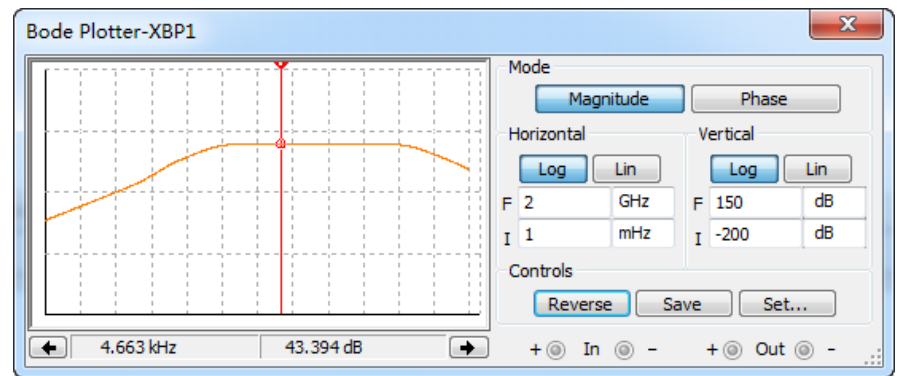 Bode Plotter-XBP1
x
Mode
Magnitude Phase
Horizontal Vertical
Log Lin Log Lin
F 2 GHz F 150 dB
I 1 mHz I -200 dB
Controls
Reverse Save Set...
4.663 kHz 43.394 dB + In - + Out -